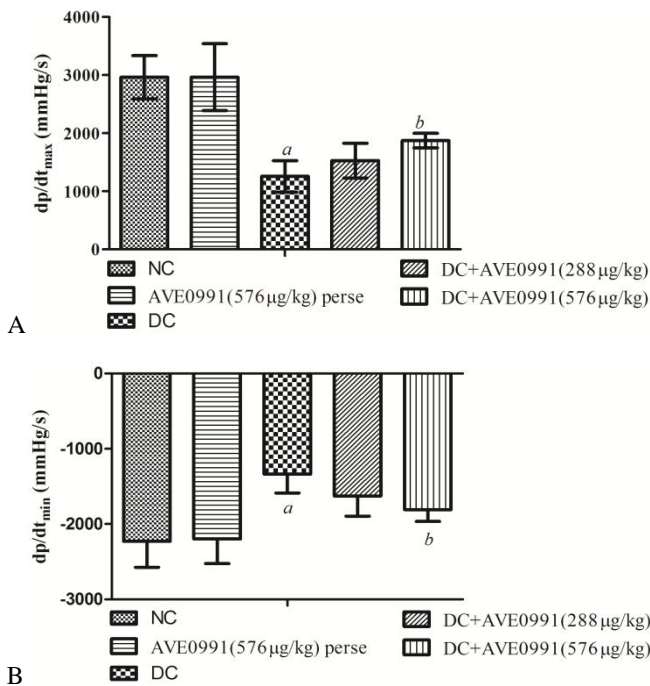 4000
3000
2000
1000
0
dp/dtmax (mmHg/s)
a
b
NC
AVE0991(576μg/kg) perse
DC
DC+AVE0991(288μg/kg)
DC+AVE0991(576μg/kg)
A
0
-1000
-2000
-3000
dp/dtmin (mmHg/s)
a
b
NC
AVE0991(576μg/kg) perse
DC
DC+AVE0991(288μg/kg)
DC+AVE0991(576μg/kg)
B